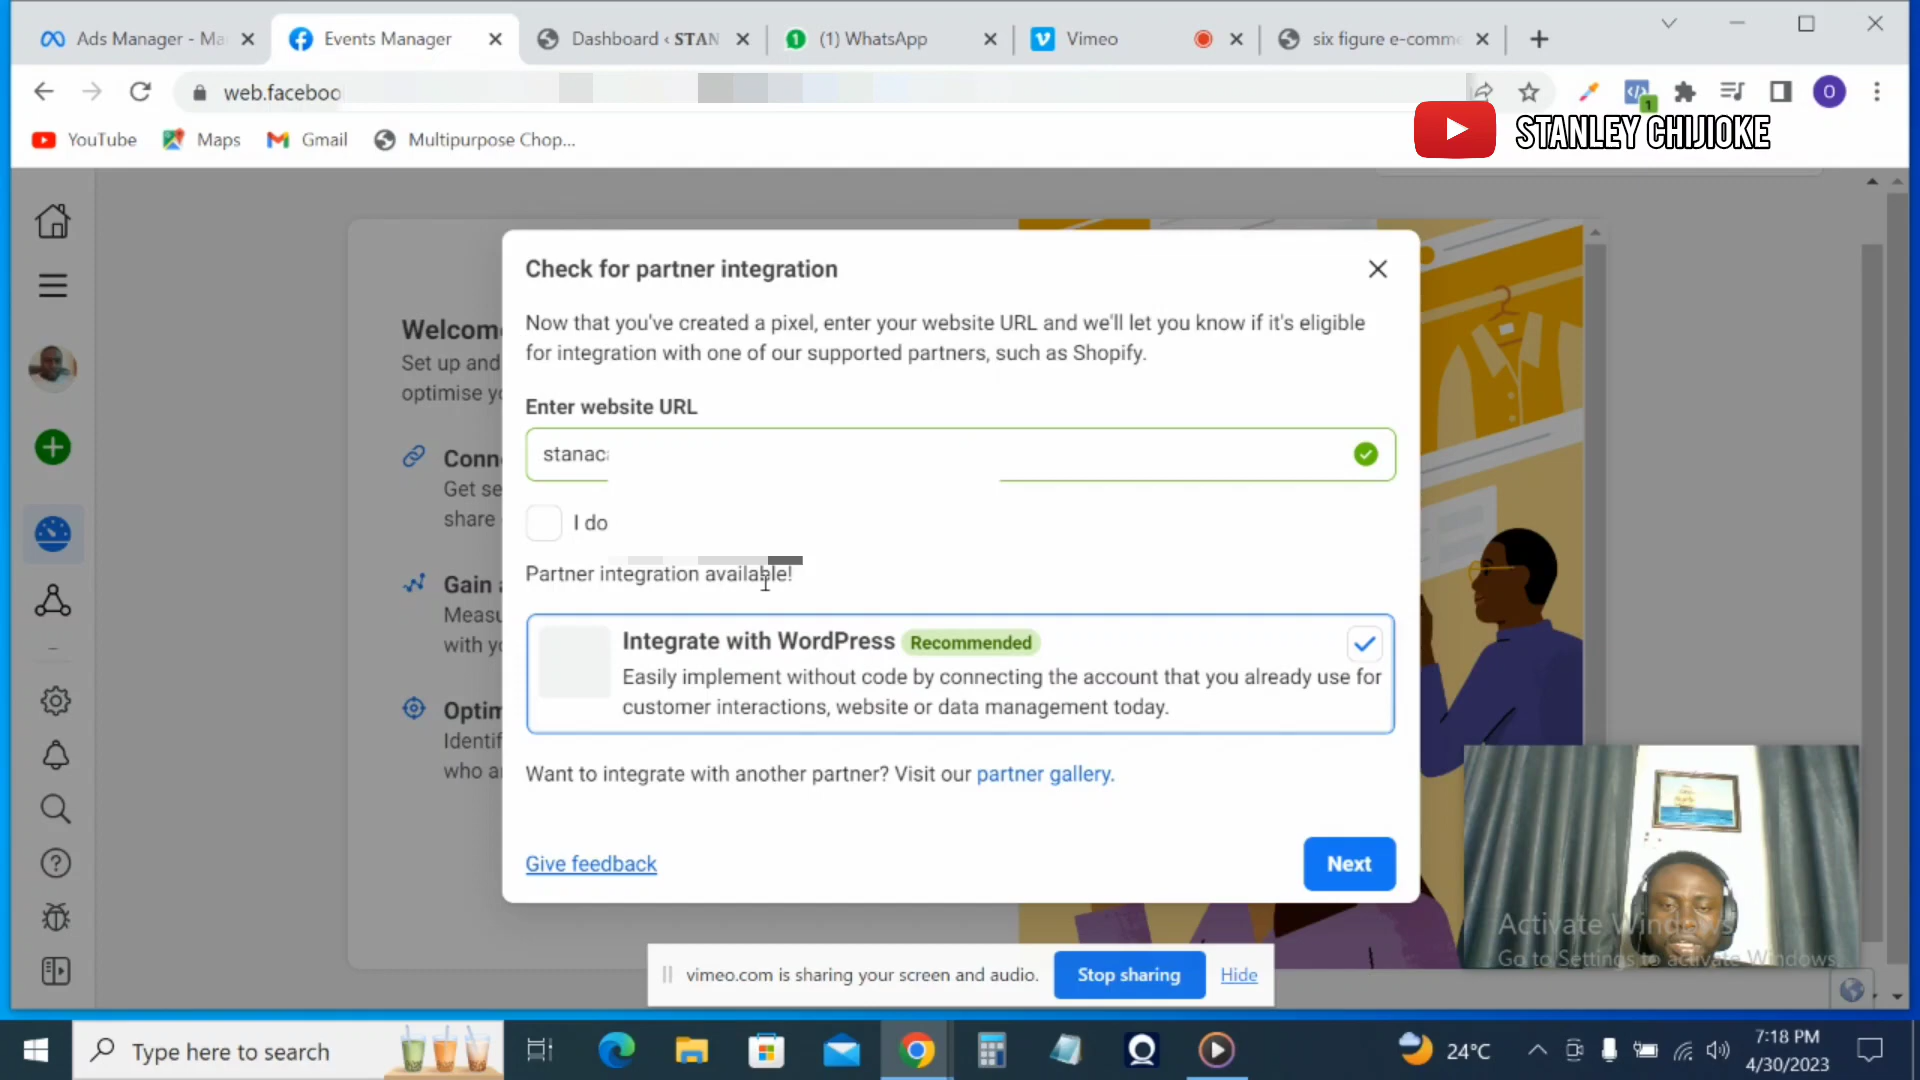 Ads Manager - Ma
Events Manager
Dashboard ‹ STAN
(1) WhatsApp
Vimeo
six figure e-comme
web.faceboo
O
1
YouTube
Maps
Gmail
Multipurpose Chop...
STANLEY CHIJIOKE
Welcom
Set up and
optimise yo
Conn
Get se
share
Gain a
Measu
with yo
Optim
Identif
who ar
Check for partner integration
Now that you've created a pixel, enter your website URL and we'll let you know if it's eligible
for integration with one of our supported partners, such as Shopify.
Enter website URL
stanac
I do
Partner integration available!
Integrate with WordPress Recommended
Easily implement without code by connecting the account that you already use for
customer interactions, website or data management today.
Want to integrate with another partner? Visit our partner gallery.
Give feedback
Next
Activate Windows
Go to Settings to activate Windows.
vimeo.com is sharing your screen and audio.
Stop sharing
Hide
Type here to search
24°C
7:18 PM
4/30/2023